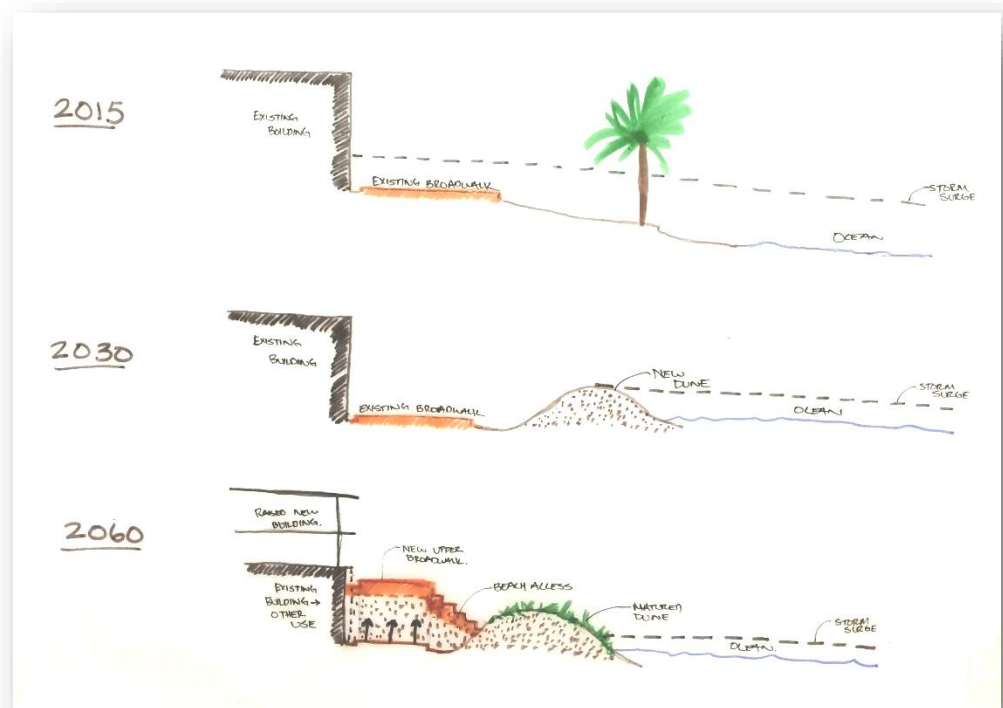 2015
EXISTING
BUILDING
EXISTING BROADWALK
STORM
SURGE
OCEAN
2030
EXISTING
BUILDING
EXISTING BROADWALK
NEW
DUNE
STORM
SURGE
OCEAN
2060
RAISED NEW
BUILDING.
NEW UPPER
BROADWALK.
EXISTING
BUILDING →
OTHER
USE
BEACH ACCESS
MATURED
DUNE
STORM
SURGE
OCEAN.